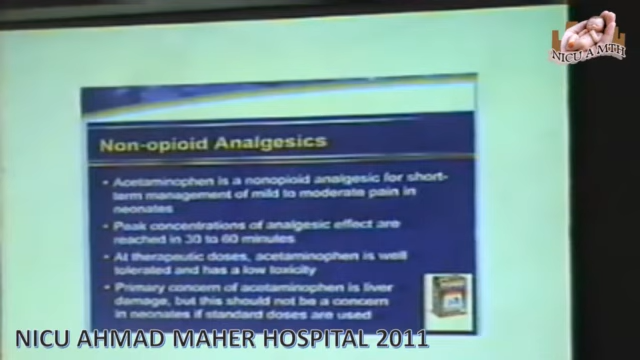 NICU A MTH
Non-opioid Analgesics
• Acetaminophen is a nonopioid analgesic for short-
term management of mild to moderate pain in
neonates
• Peak concentrations of analgesic effect are
reached in 30 to 60 minutes
• At therapeutic doses, acetaminophen is well
tolerated and has a low toxicity
• Primary concern of acetaminophen is liver
damage, but this should not be a concern
in neonates if standard doses are used
NICU AHMAD MAHER HOSPITAL 2011